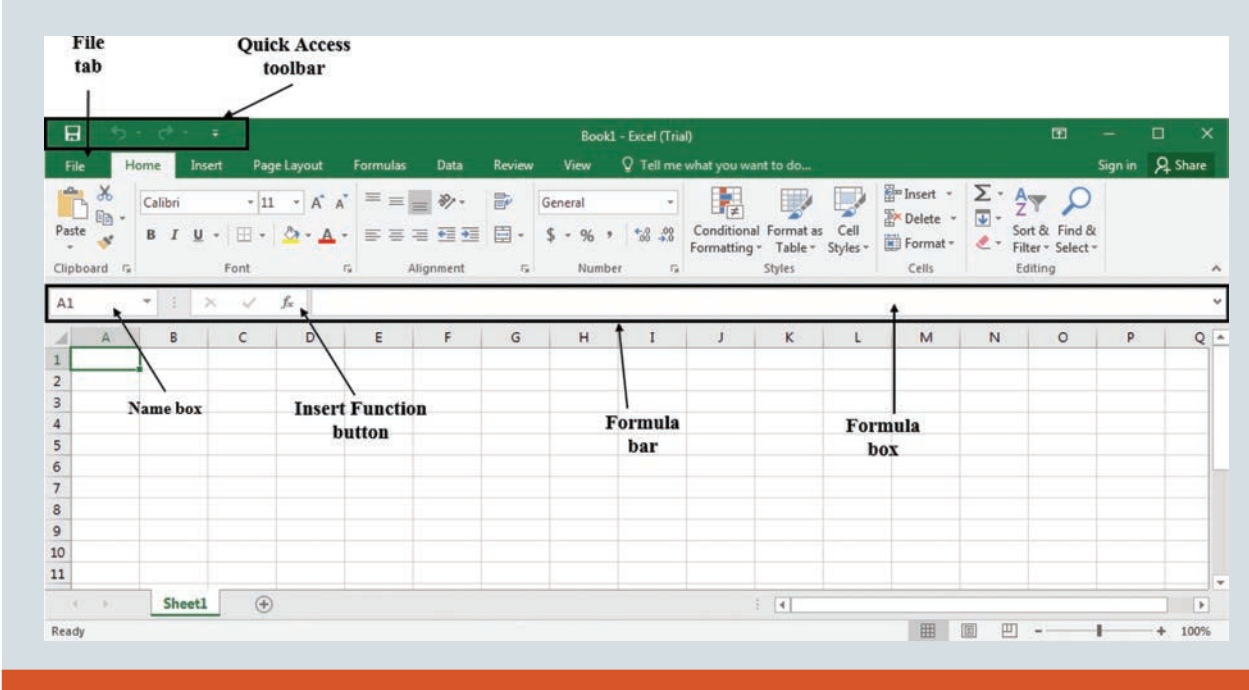 File
tab
Quick Access
toolbar
Book1 - Excel (Trial)
File Home Insert Page Layout Formulas Data Review View Tell me what you want to do... Sign in Share
Paste
Clipboard
Calibri 11 A A
B I U A
Font
Alignment
General
$ % , .0 .00 .00 .0
Number
Conditional
Formatting
Format as
Table
Cell
Styles
Styles
Insert
Delete
Format
Cells
Σ
A
Z
Sort &
Filter
Find &
Select
Editing
A1 fx
A B C D E F G H I J K L M N O P Q
1
2
3
4
5
6
7
8
9
10
11
Name box
Insert Function
button
Formula
bar
Formula
box
Sheet1
Ready 100%